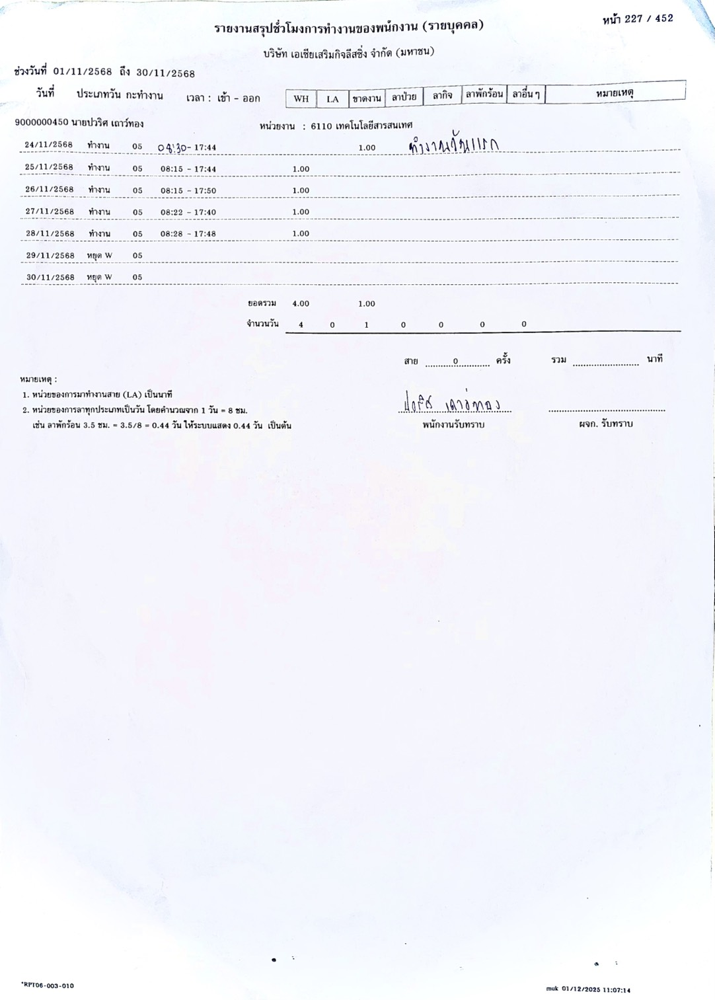 หน้า 227 / 452
รายงานสรุปชั่วโมงการทำงานของพนักงาน (รายบุคคล)
บริษัท เอเซียเสริมกิจลีสซิ่ง จำกัด (มหาชน)
ช่วงวันที่ 01/11/2568 ถึง 30/11/2568
วันที่ ประเภทวัน กะทำงาน เวลา : เข้า - ออก WH LA ขาดงาน ลาป่วย ลากิจ ลาพักร้อน ลาอื่น ๆ หมายเหตุ
9000000450 นายปวริศ เถาว์ทอง หน่วยงาน : 6110 เทคโนโลยีสารสนเทศ
24/11/2568 ทำงาน 05 08:30 - 17:44 1.00 ทำงานวันแรก
25/11/2568 ทำงาน 05 08:15 - 17:44 1.00
26/11/2568 ทำงาน 05 08:15 - 17:50 1.00
27/11/2568 ทำงาน 05 08:22 - 17:40 1.00
28/11/2568 ทำงาน 05 08:28 - 17:48 1.00
29/11/2568 หยุด W 05
30/11/2568 หยุด W 05
ยอดรวม 4.00 1.00
จำนวนวัน 4 0 1 0 0 0 0
สาย 0 ครั้ง รวม นาที
หมายเหตุ :
1. หน่วยของการมาทำงานสาย (LA) เป็นนาที
2. หน่วยของการลาทุกประเภทเป็นวัน โดยคำนวณจาก 1 วัน = 8 ชม.
เช่น ลาพักร้อน 3.5 ชม. = 3.5/8 = 0.44 วัน ให้ระบบแสดง 0.44 วัน เป็นต้น
ปวริศ เถาว์ทอง
พนักงานรับทราบ ผจก. รับทราบ
*RPT06-003-010
muk 01/12/2025 11:07:14